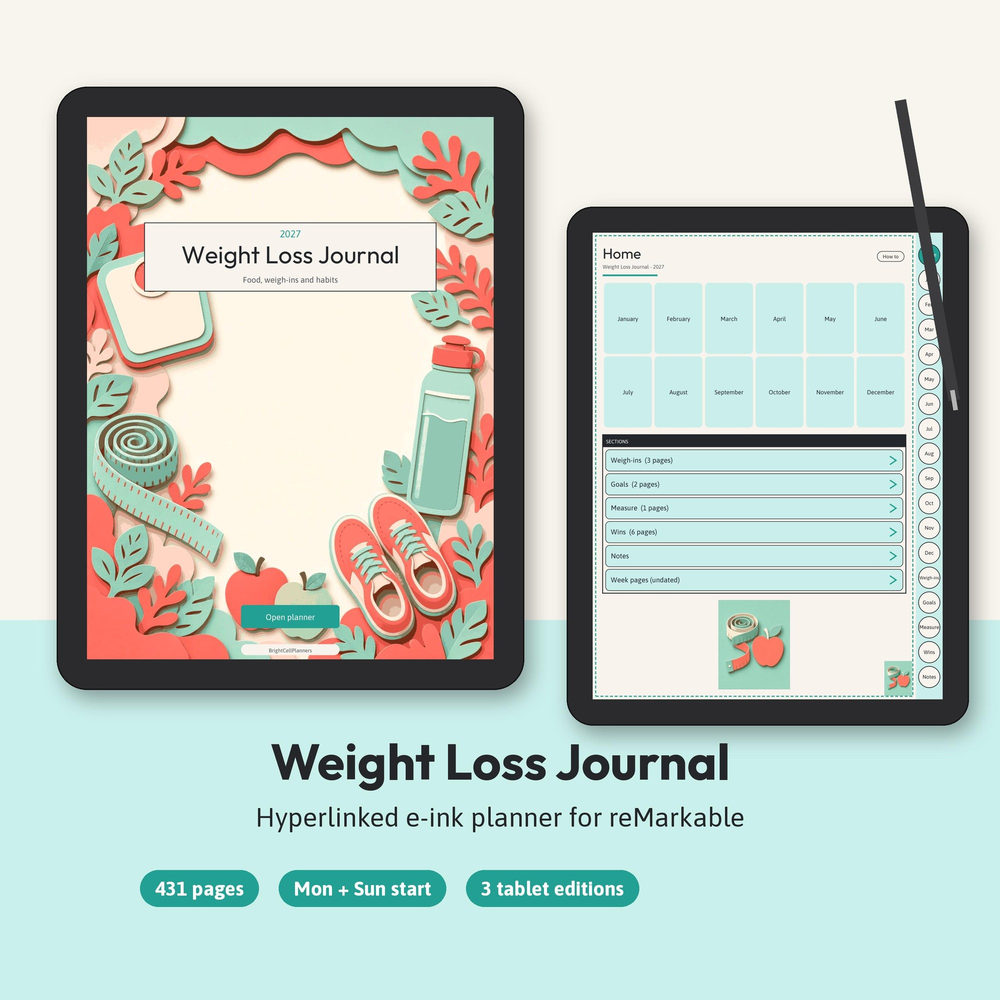 2027
Weight Loss Journal
Food, weigh-ins and habits
Open planner
BrightCellPlanners
Home
How to
Weight Loss Journal - 2027
January
February
March
April
May
June
July
August
September
October
November
December
SECTIONS
Weigh-ins (3 pages)
Goals (2 pages)
Measure (1 pages)
Wins (6 pages)
Notes
Week pages (undated)
Mar
Apr
May
Jun
Jul
Aug
Sep
Oct
Nov
Dec
Weigh-ins
Goals
Measure
Wins
Notes
Weight Loss Journal
Hyperlinked e-ink planner for reMarkable
431 pages
Mon + Sun start
3 tablet editions